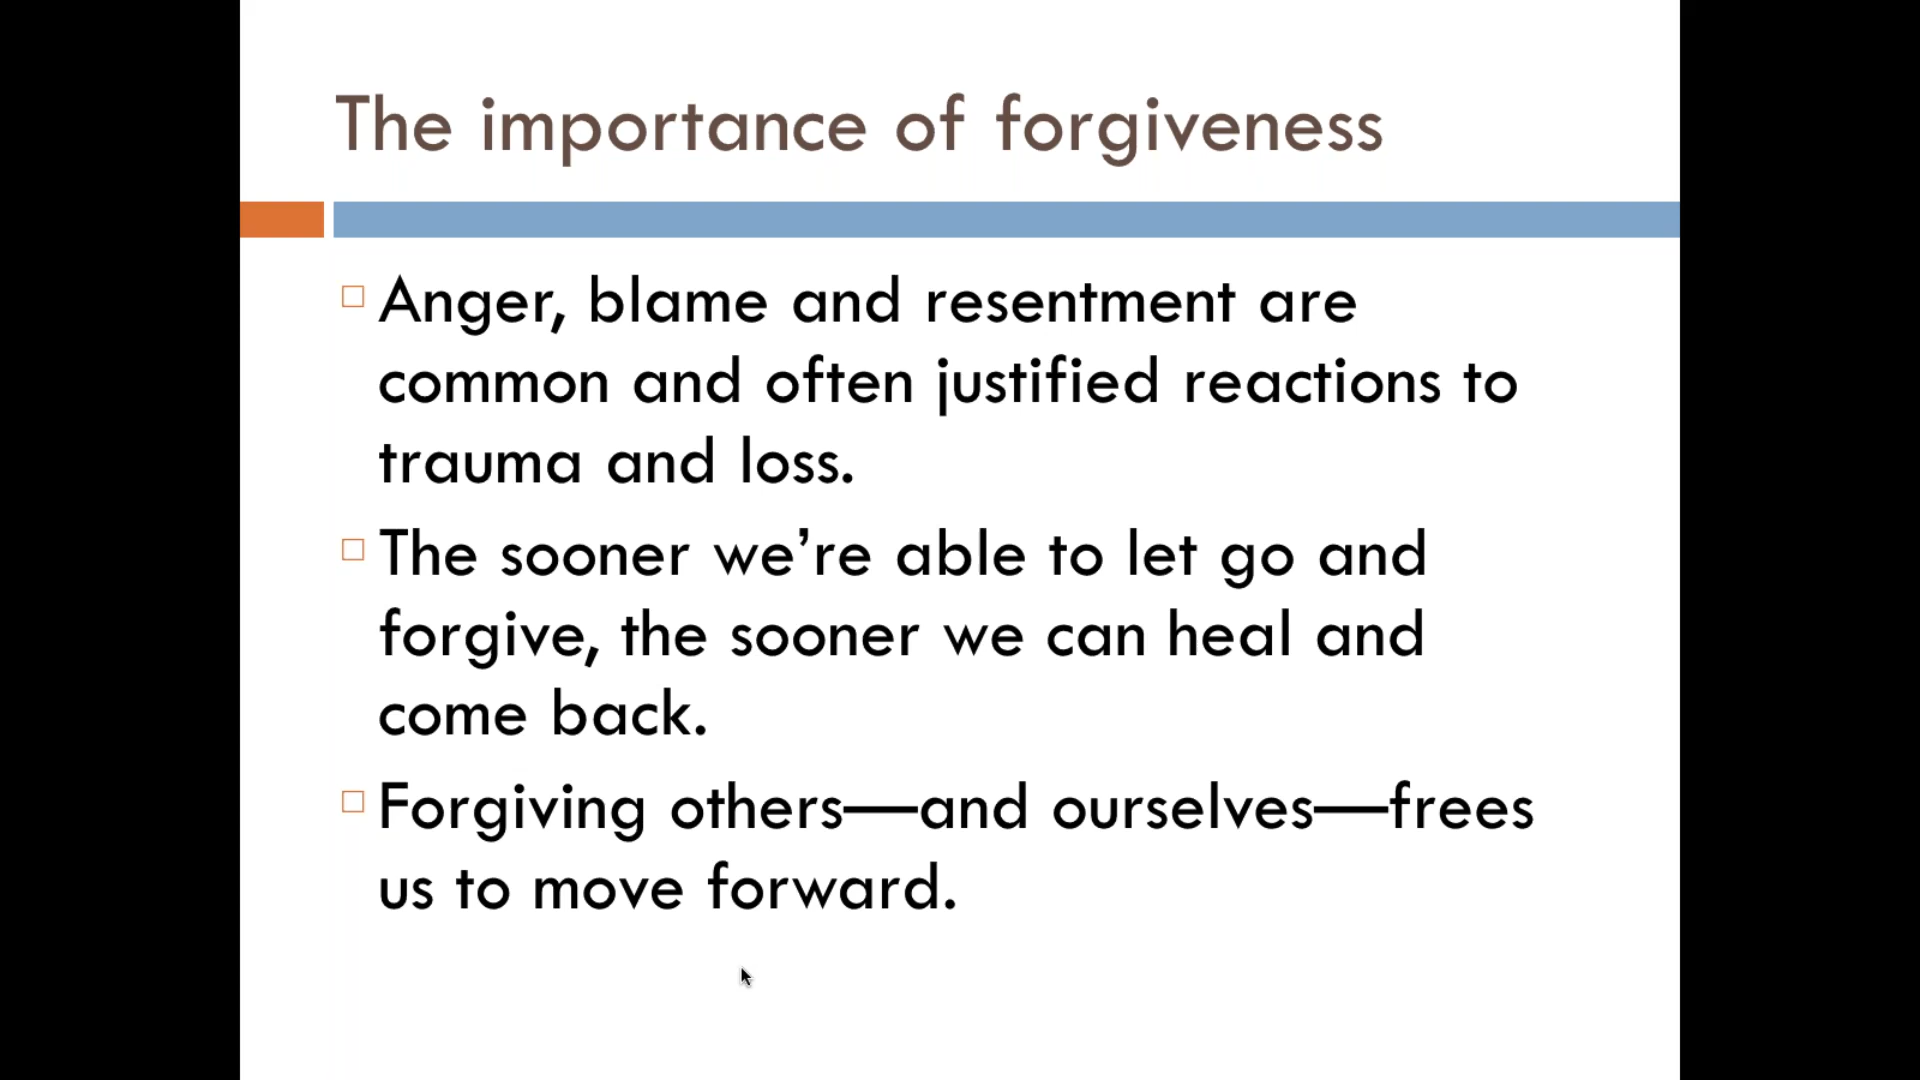 The importance of forgiveness
Anger, blame and resentment are
common and often justified reactions to
trauma and loss.
The sooner we’re able to let go and
forgive, the sooner we can heal and
come back.
Forgiving others—and ourselves—frees
us to move forward.